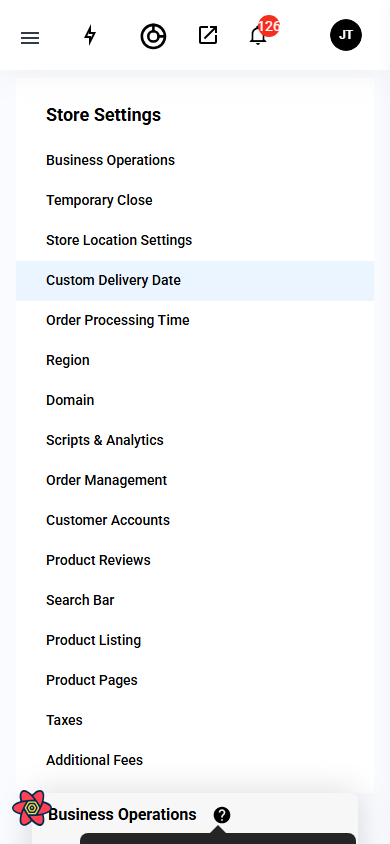 126
JT
Store Settings
Business Operations
Temporary Close
Store Location Settings
Custom Delivery Date
Order Processing Time
Region
Domain
Scripts & Analytics
Order Management
Customer Accounts
Product Reviews
Search Bar
Product Listing
Product Pages
Taxes
Additional Fees
Business Operations ?